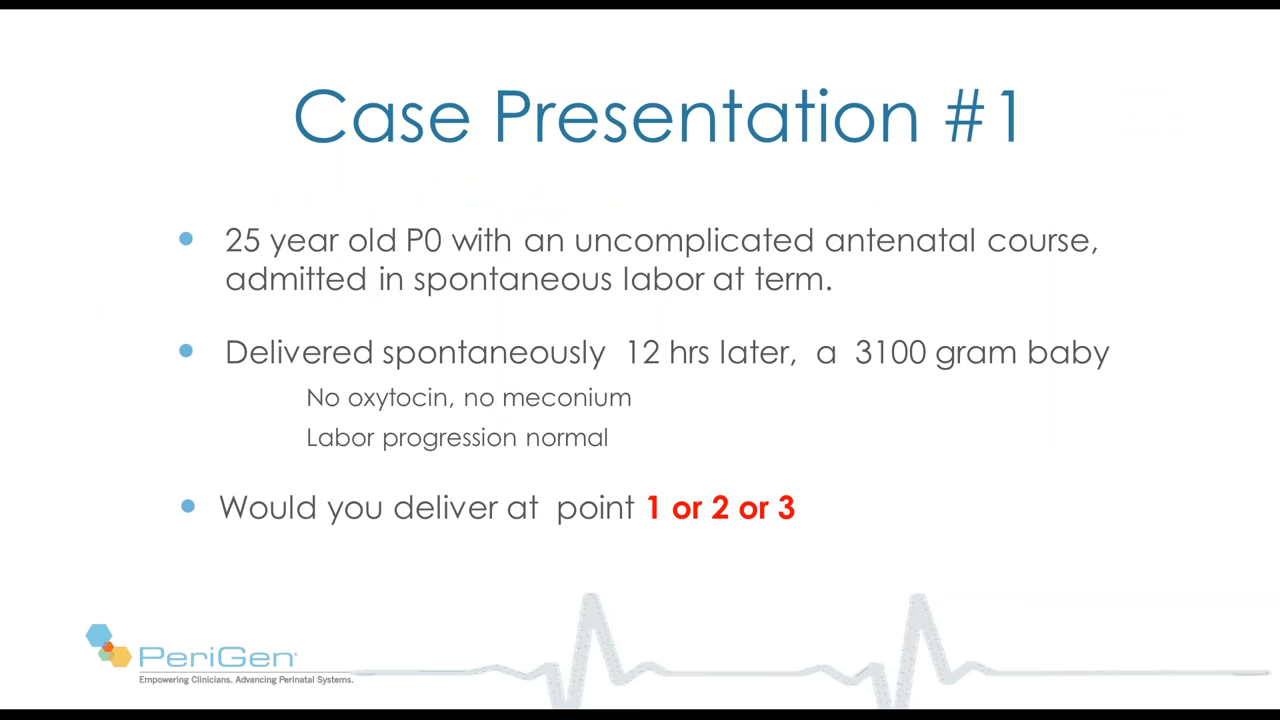 Case Presentation #1
25 year old P0 with an uncomplicated antenatal course,
admitted in spontaneous labor at term.
Delivered spontaneously 12 hrs later, a 3100 gram baby
No oxytocin, no meconium
Labor progression normal
Would you deliver at point 1 or 2 or 3
PeriGen
Empowering Clinicians. Advancing Perinatal Systems.